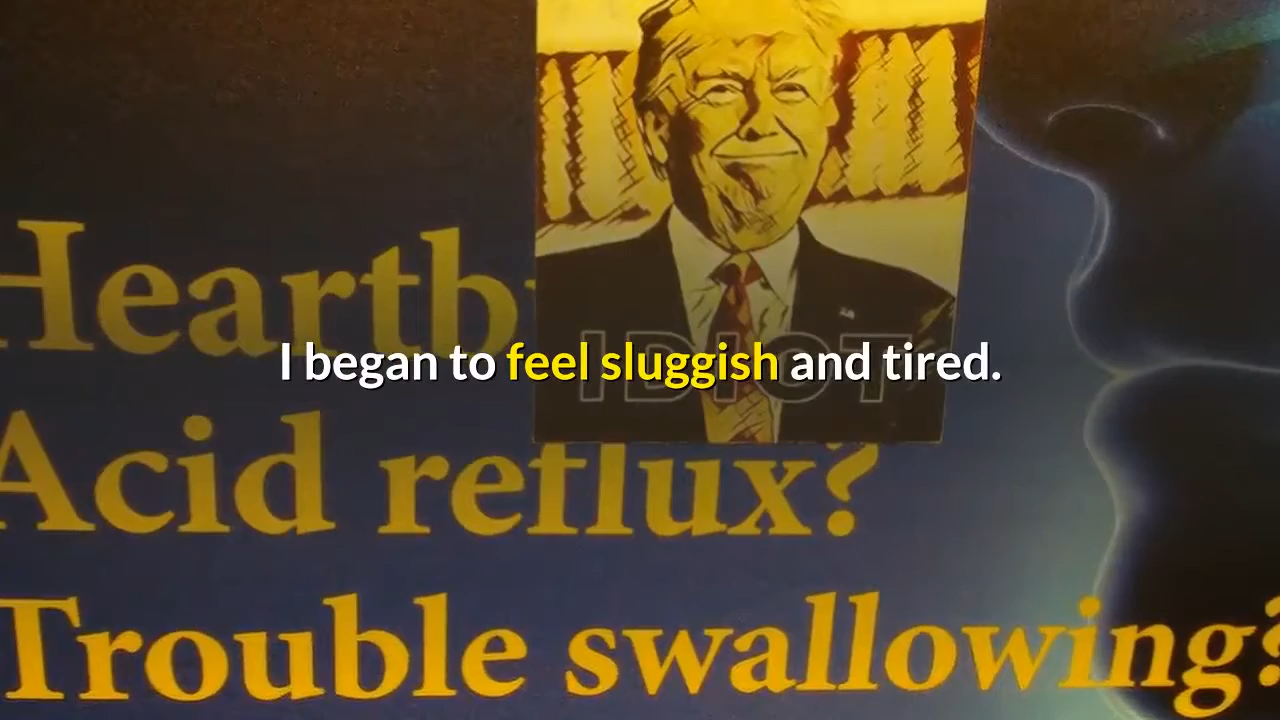 Heartb
I began to feel sluggish and tired.
IDIOT
Acid reflux?
Trouble swallowing?